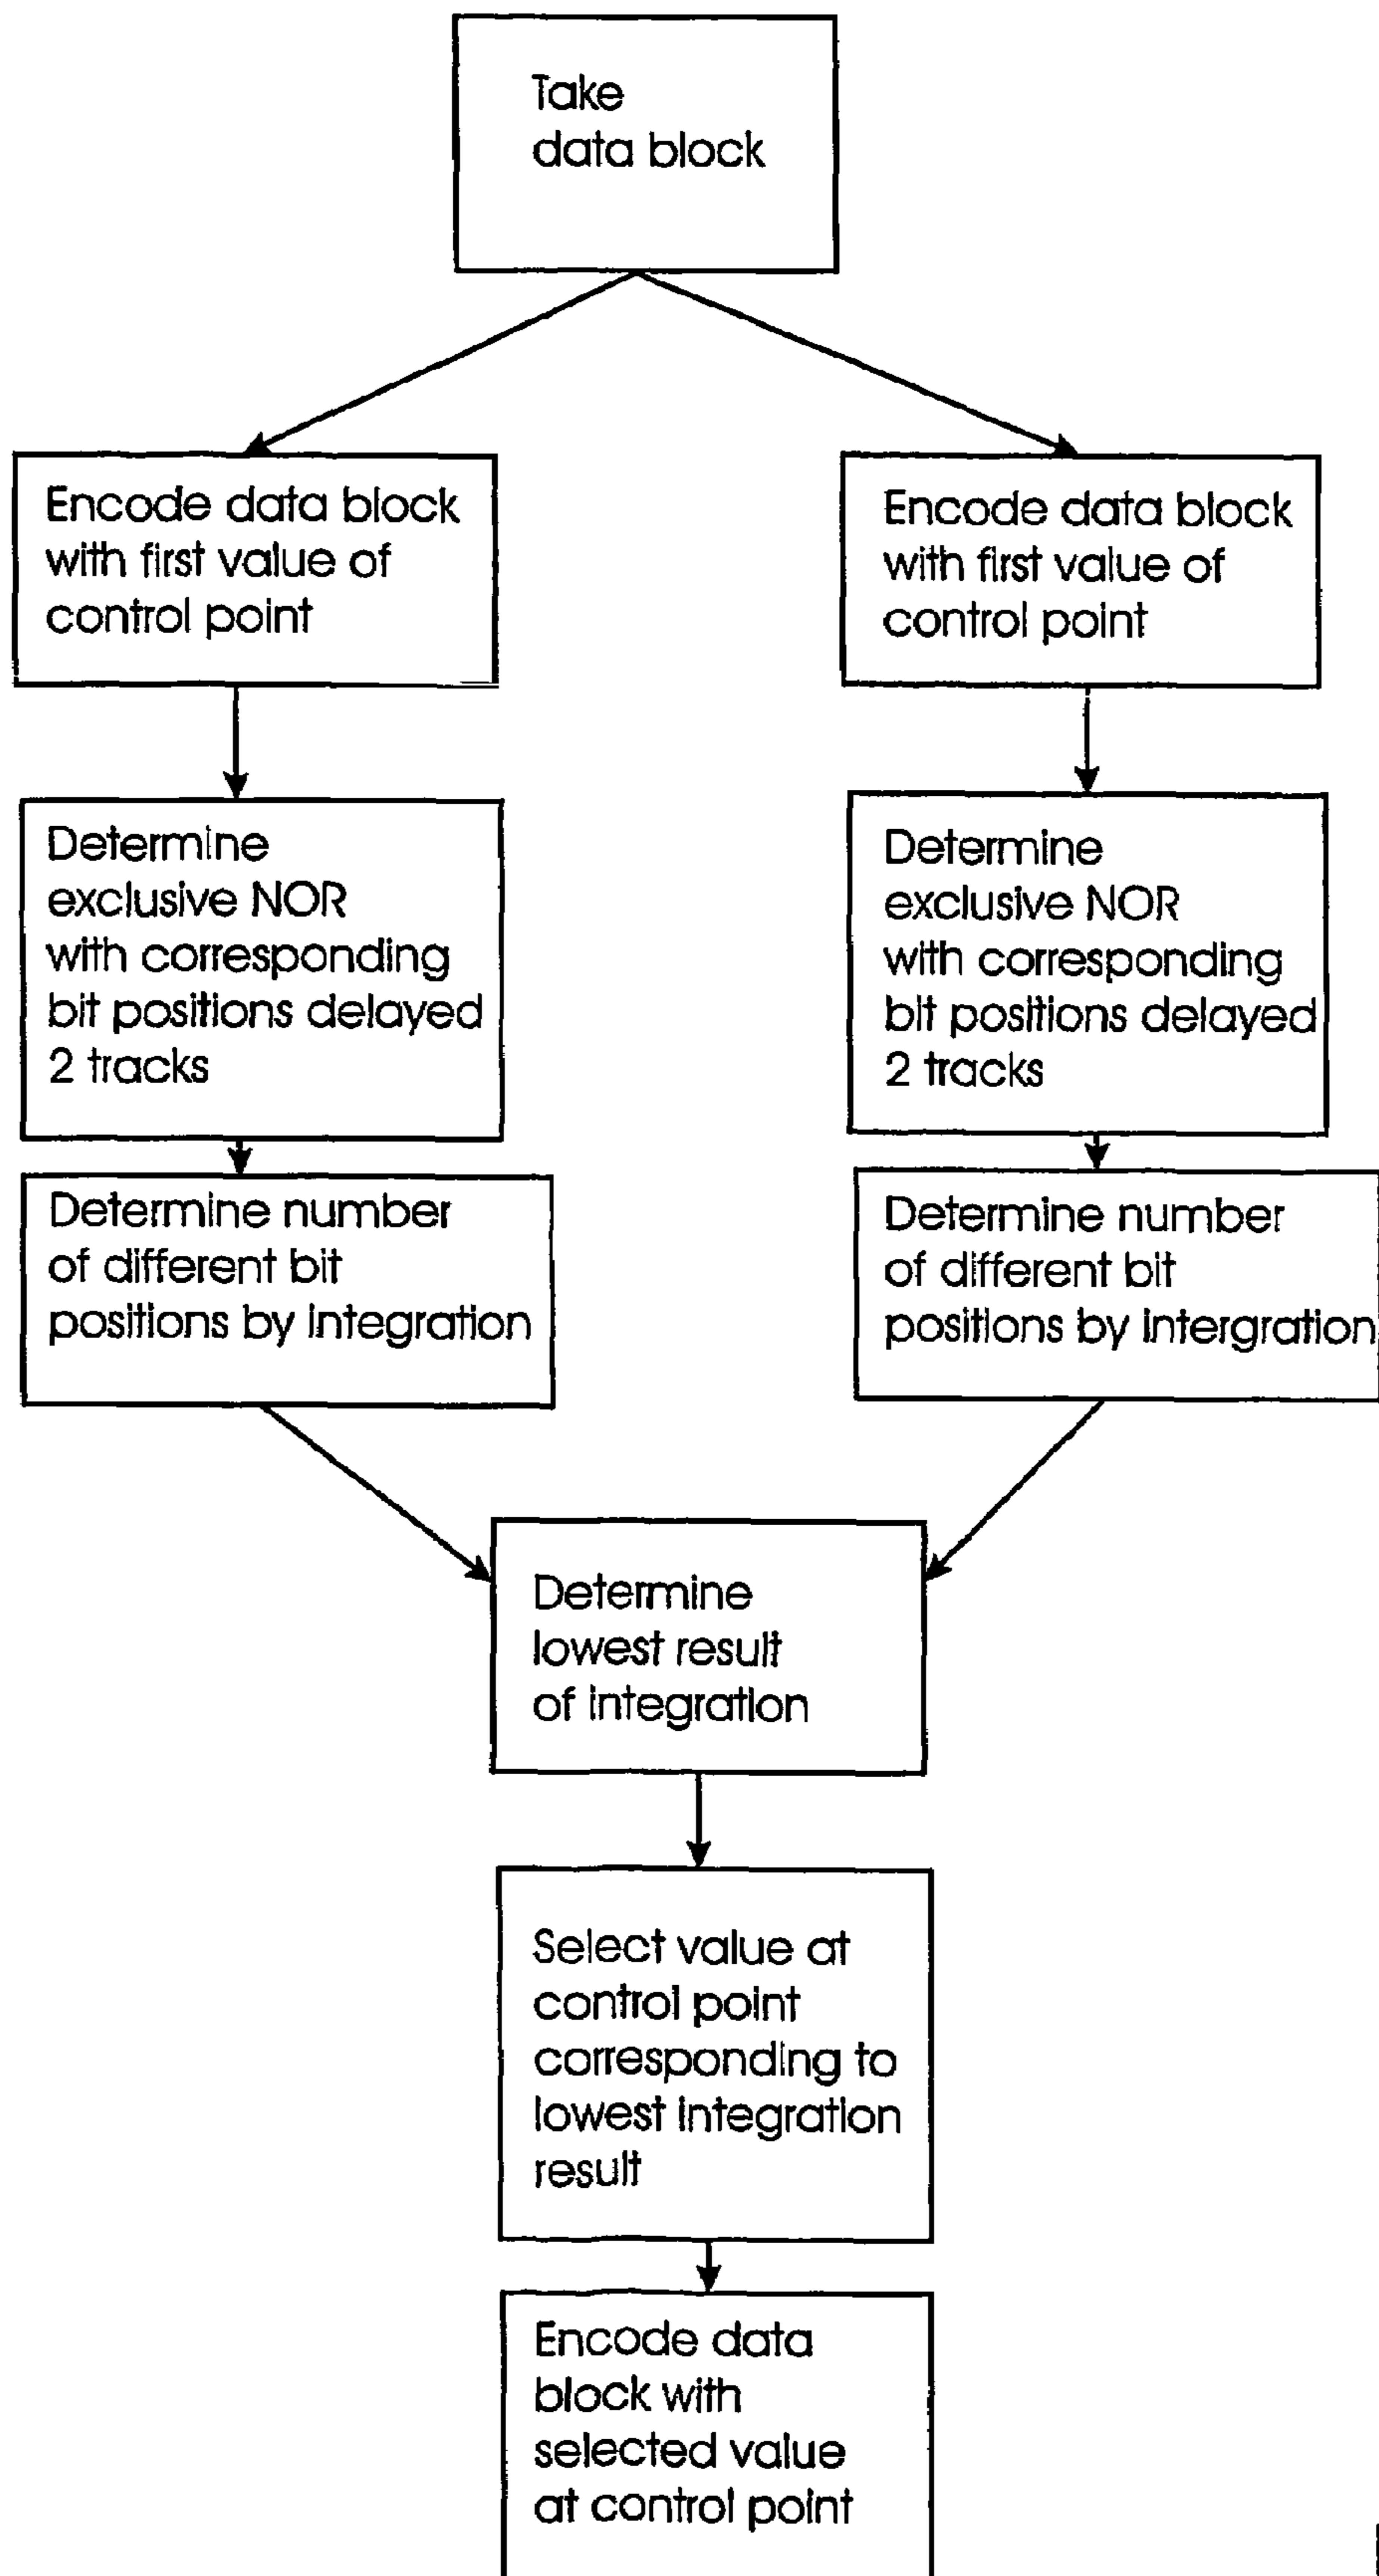 Take
data block
Encode data block
with first value of
control point
Encode data block
with first value of
control point
Determine
exclusive NOR
with corresponding
bit positions delayed
2 tracks
Determine
exclusive NOR
with corresponding
bit positions delayed
2 tracks
Determine number
of different bit
positions by integration
Determine number
of different bit
positions by intergration
Determine
lowest result
of integration
Select value at
control point
corresponding to
lowest integration
result
Encode data
block with
selected value
at control point